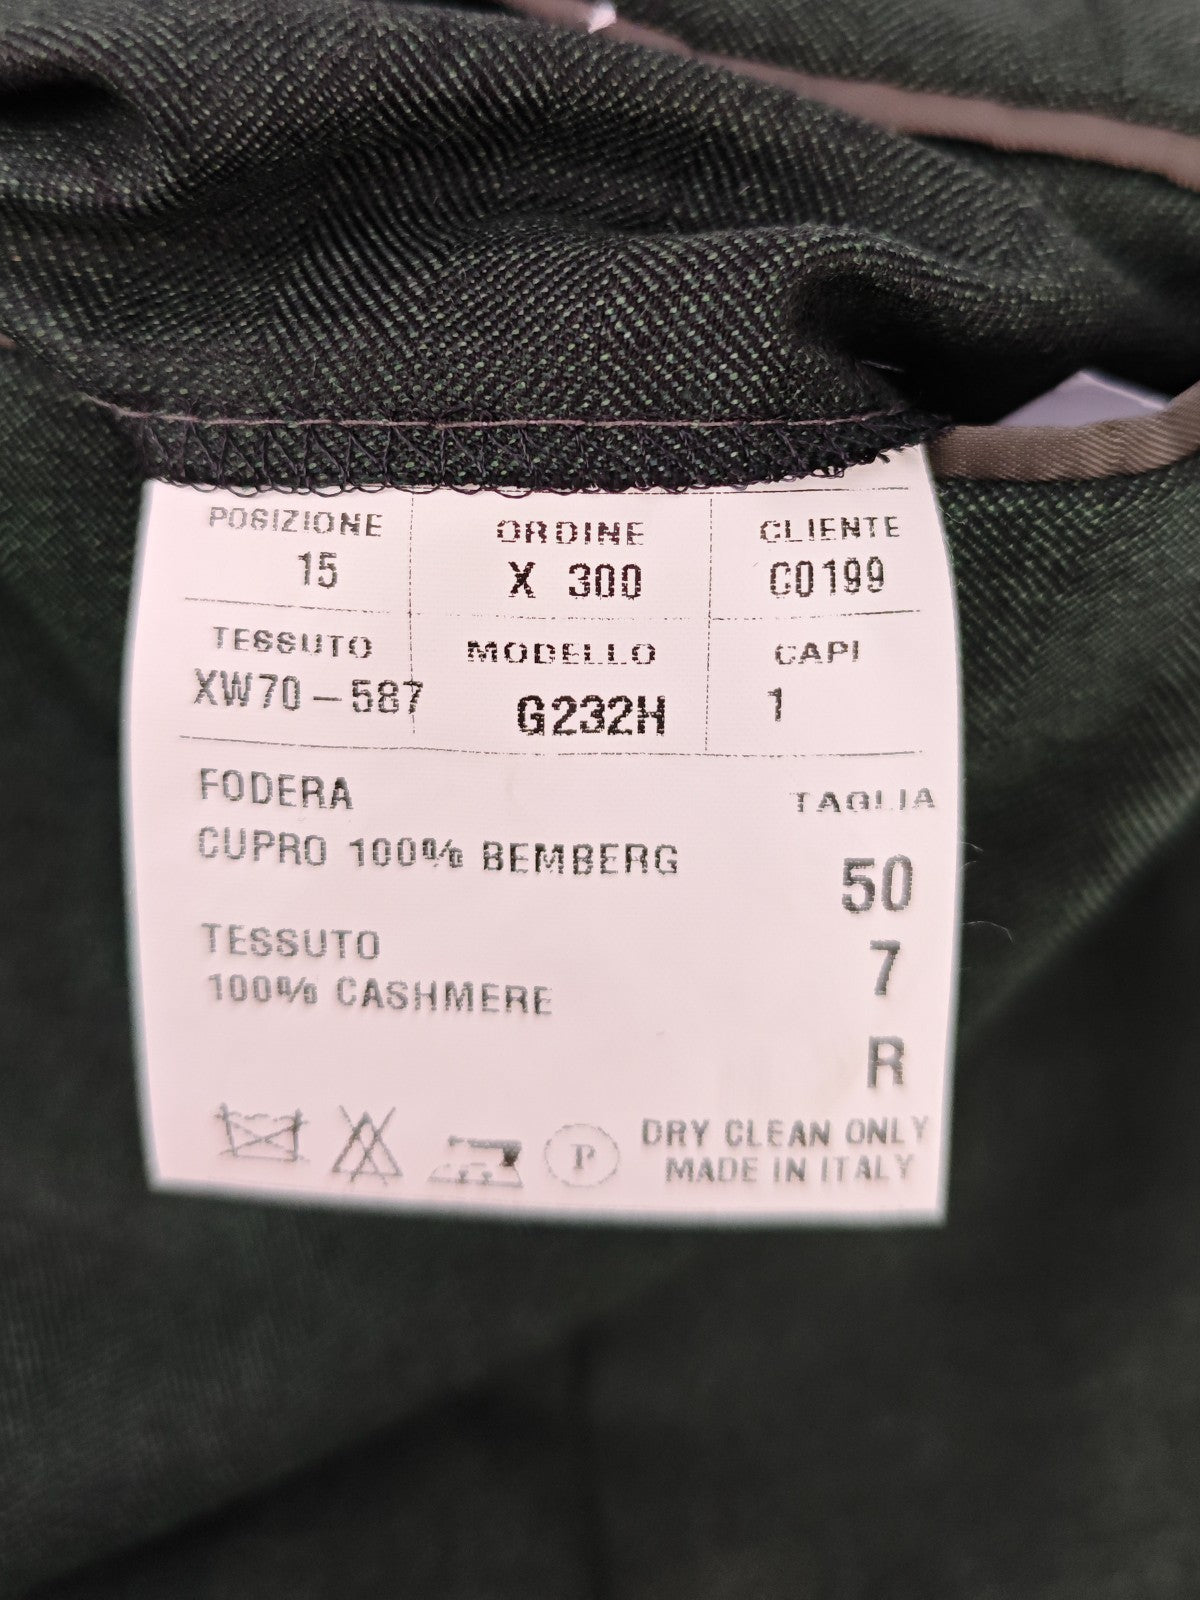 POSIZIONE ORDINE CLIENTE
15 X 300 C0199
TESSUTO MODELLO CAPI
XW70-587 G232H 1
FODERA TAGLIA
CUPRO 100% BEMBERG
50
TESSUTO
7
100% CASHMERE
R
P DRY CLEAN ONLY
MADE IN ITALY